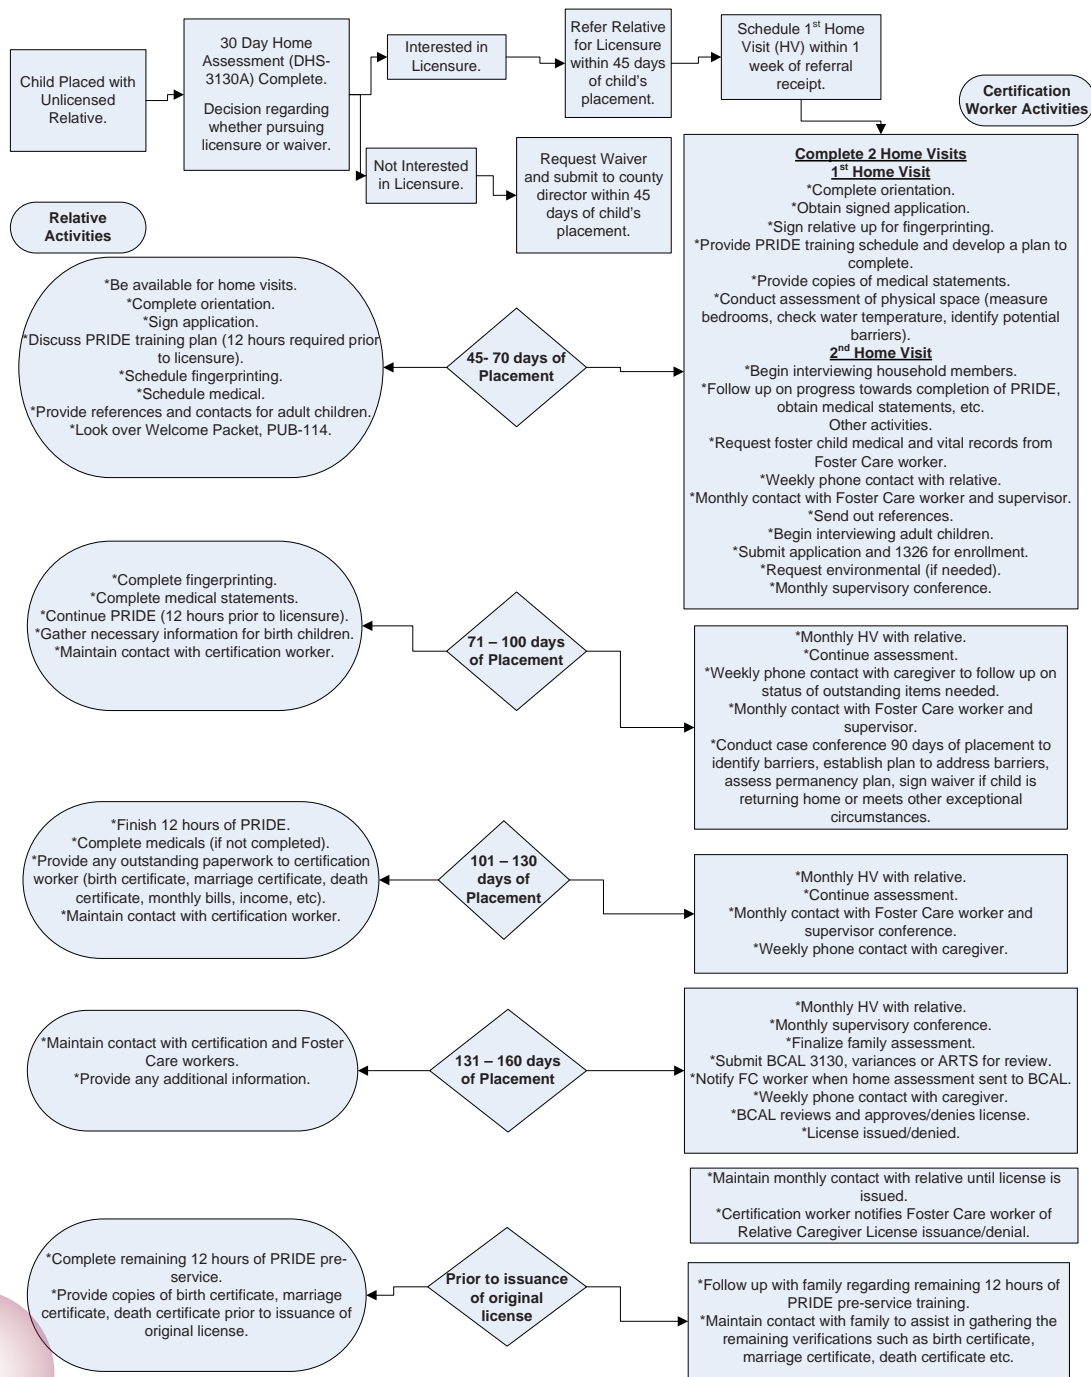 Child Placed with
Unlicensed
Relative.
30 Day Home
Assessment (DHS-
3130A) Complete.
Decision regarding
whether pursuing
licensure or waiver.
Interested in
Licensure.
Refer Relative
for Licensure
within 45 days
of child's
placement.
Schedule 1st Home
Visit (HV) within 1
week of referral
receipt.
Not Interested
in Licensure.
Request Waiver
and submit to county
director within 45
days of child's
placement.
Certification
Worker Activities
Relative
Activities
*Be available for home visits.
*Complete orientation.
*Sign application.
*Discuss PRIDE training plan (12 hours required prior
to licensure).
*Schedule fingerprinting.
*Schedule medical.
*Provide references and contacts for adult children.
*Look over Welcome Packet, PUB-114.
45- 70 days of
Placement
Complete 2 Home Visits
1st Home Visit
*Complete orientation.
*Obtain signed application.
*Sign relative up for fingerprinting.
*Provide PRIDE training schedule and develop a plan to
complete.
*Provide copies of medical statements.
*Conduct assessment of physical space (measure
bedrooms, check water temperature, identify potential
barriers).
2nd Home Visit
*Begin interviewing household members.
*Follow up on progress towards completion of PRIDE,
obtain medical statements, etc.
Other activities.
*Request foster child medical and vital records from
Foster Care worker.
*Weekly phone contact with relative.
*Monthly contact with Foster Care worker and supervisor.
*Send out references.
*Begin interviewing adult children.
*Submit application and 1326 for enrollment.
*Request environmental (if needed).
*Monthly supervisory conference.
*Complete fingerprinting.
*Complete medical statements.
*Continue PRIDE (12 hours prior to licensure).
*Gather necessary information for birth children.
*Maintain contact with certification worker.
71 – 100 days
of Placement
*Monthly HV with relative.
*Continue assessment.
*Weekly phone contact with caregiver to follow up on
status of outstanding items needed.
*Monthly contact with Foster Care worker and
supervisor.
*Conduct case conference 90 days of placement to
identify barriers, establish plan to address barriers,
assess permanency plan, sign waiver if child is
returning home or meets other exceptional
circumstances.
*Finish 12 hours of PRIDE.
*Complete medicals (if not completed).
*Provide any outstanding paperwork to certification
worker (birth certificate, marriage certificate, death
certificate, monthly bills, income, etc).
*Maintain contact with certification worker.
101 – 130
days of
Placement
*Monthly HV with relative.
*Continue assessment.
*Monthly contact with Foster Care worker and
supervisor conference.
*Weekly phone contact with caregiver.
*Maintain contact with certification and Foster
Care workers.
*Provide any additional information.
131 – 160 days
of Placement
*Monthly HV with relative.
*Monthly supervisory conference.
*Finalize family assessment.
*Submit BCAL 3130, variances or ARTS for review.
*Notify FC worker when home assessment sent to BCAL.
*Weekly phone contact with caregiver.
*BCAL reviews and approves/denies license.
*License issued/denied.
*Maintain monthly contact with relative until license is
issued.
*Certification worker notifies Foster Care worker of
Relative Caregiver License issuance/denial.
*Complete remaining 12 hours of PRIDE pre-
service.
*Provide copies of birth certificate, marriage
certificate, death certificate prior to issuance of
original license.
Prior to issuance
of original
license
*Follow up with family regarding remaining 12 hours of
PRIDE pre-service training.
*Maintain contact with family to assist in gathering the
remaining verifications such as birth certificate,
marriage certificate, death certificate etc.